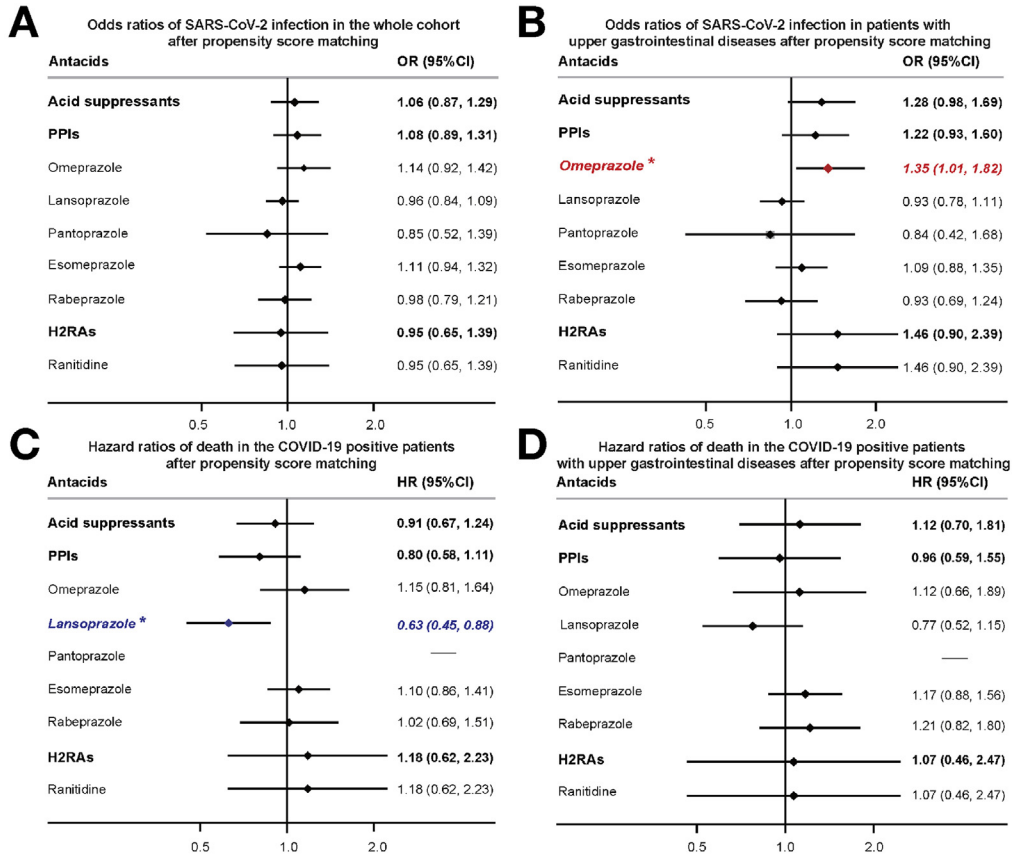 A
Odds ratios of SARS-CoV-2 infection in the whole cohort
after propensity score matching
Antacids OR (95%CI)
Acid suppressants 1.06 (0.87, 1.29)
PPIs 1.08 (0.89, 1.31)
Omeprazole 1.14 (0.92, 1.42)
Lansoprazole 0.96 (0.84, 1.09)
Pantoprazole 0.85 (0.52, 1.39)
Esomeprazole 1.11 (0.94, 1.32)
Rabeprazole 0.98 (0.79, 1.21)
H2RAs 0.95 (0.65, 1.39)
Ranitidine 0.95 (0.65, 1.39)
0.5 1.0 2.0
B
Odds ratios of SARS-CoV-2 infection in patients with
upper gastrointestinal diseases after propensity score matching
Antacids OR (95%CI)
Acid suppressants 1.28 (0.98, 1.69)
PPIs 1.22 (0.93, 1.60)
Omeprazole * 1.35 (1.01, 1.82)
Lansoprazole 0.93 (0.78, 1.11)
Pantoprazole 0.84 (0.42, 1.68)
Esomeprazole 1.09 (0.88, 1.35)
Rabeprazole 0.93 (0.69, 1.24)
H2RAs 1.46 (0.90, 2.39)
Ranitidine 1.46 (0.90, 2.39)
0.5 1.0 2.0
C
Hazard ratios of death in the COVID-19 positive patients
after propensity score matching
Antacids HR (95%CI)
Acid suppressants 0.91 (0.67, 1.24)
PPIs 0.80 (0.58, 1.11)
Omeprazole 1.15 (0.81, 1.64)
Lansoprazole * 0.63 (0.45, 0.88)
Pantoprazole —
Esomeprazole 1.10 (0.86, 1.41)
Rabeprazole 1.02 (0.69, 1.51)
H2RAs 1.18 (0.62, 2.23)
Ranitidine 1.18 (0.62, 2.23)
0.5 1.0 2.0
D
Hazard ratios of death in the COVID-19 positive patients
with upper gastrointestinal diseases after propensity score matching
Antacids HR (95%CI)
Acid suppressants 1.12 (0.70, 1.81)
PPIs 0.96 (0.59, 1.55)
Omeprazole 1.12 (0.66, 1.89)
Lansoprazole 0.77 (0.52, 1.15)
Pantoprazole —
Esomeprazole 1.17 (0.88, 1.56)
Rabeprazole 1.21 (0.82, 1.80)
H2RAs 1.07 (0.46, 2.47)
Ranitidine 1.07 (0.46, 2.47)
0.5 1.0 2.0